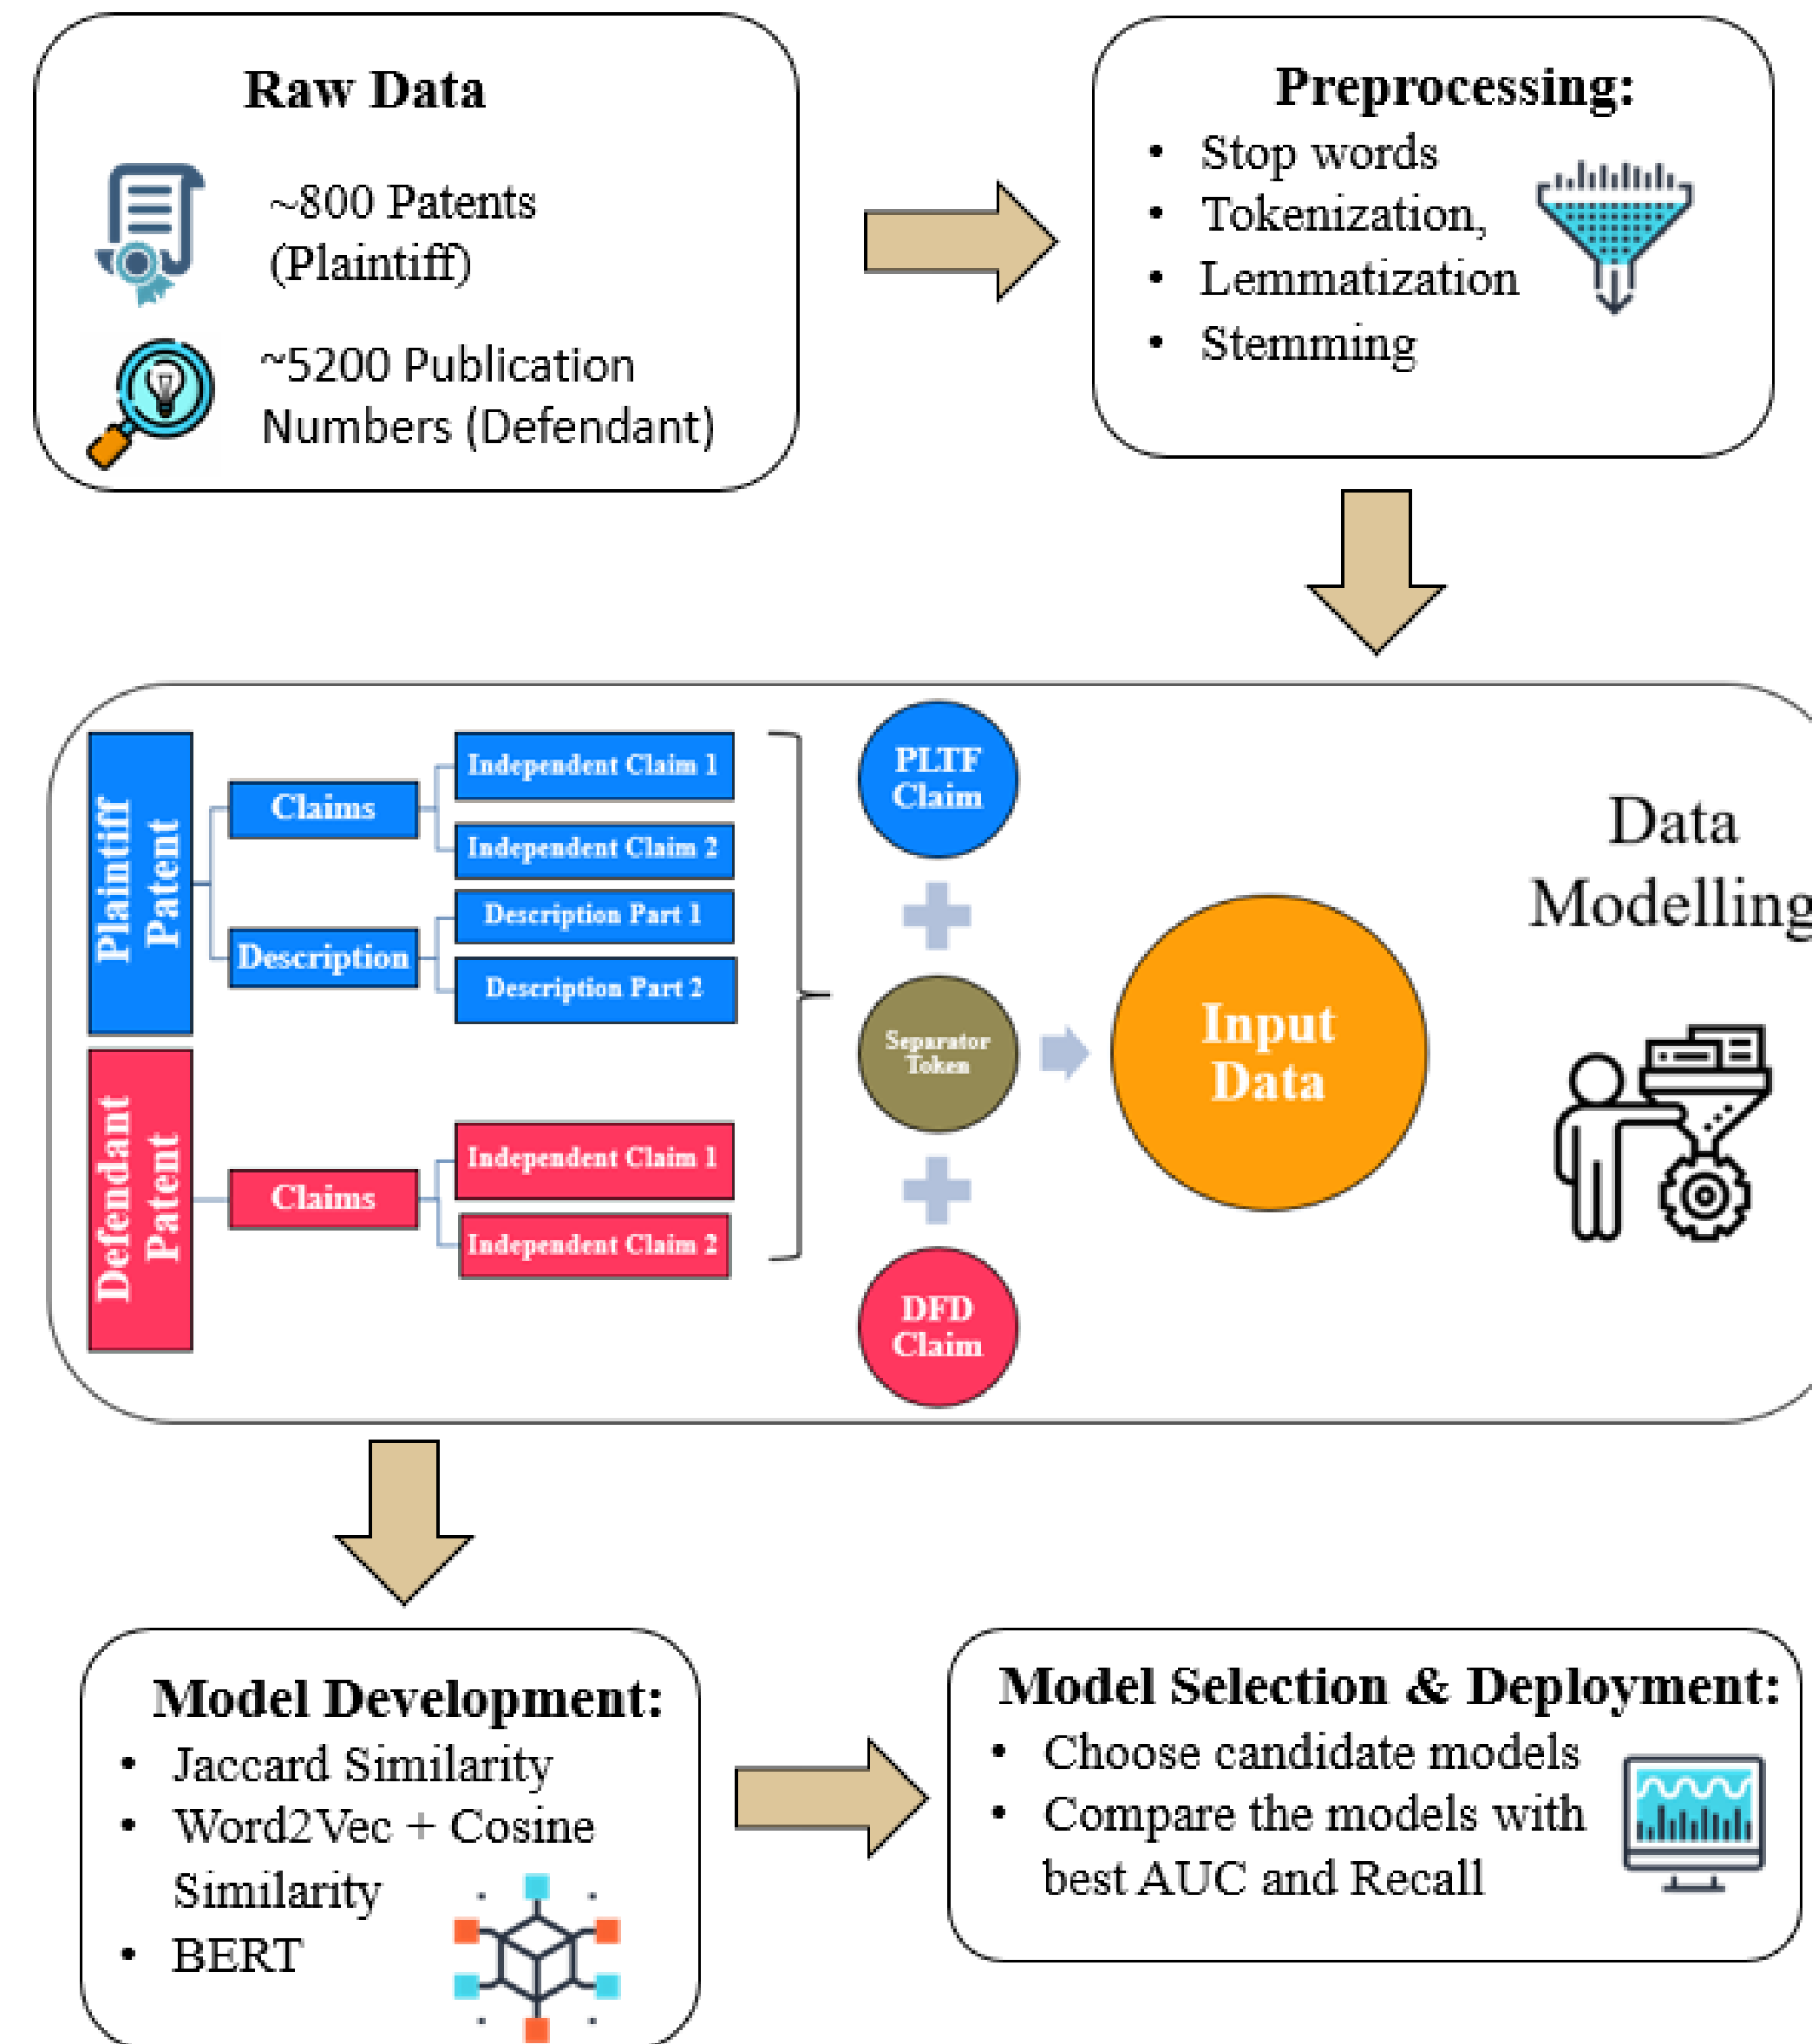 Raw Data
~800 Patents
(Plaintiff)
~5200 Publication
Numbers (Defendant)
Preprocessing:
• Stop words
• Tokenization,
• Lemmatization
• Stemming
Plaintiff
Patent
Claims
Independent Claim 1
Independent Claim 2
Description
Description Part 1
Description Part 2
Defendant
Patent
Claims
Independent Claim 1
Independent Claim 2
PLTF
Claim
Separator
Token
DFD
Claim
Input
Data
Data
Modelling
Model Development:
• Jaccard Similarity
• Word2Vec + Cosine
Similarity
• BERT
Model Selection & Deployment:
• Choose candidate models
• Compare the models with
best AUC and Recall